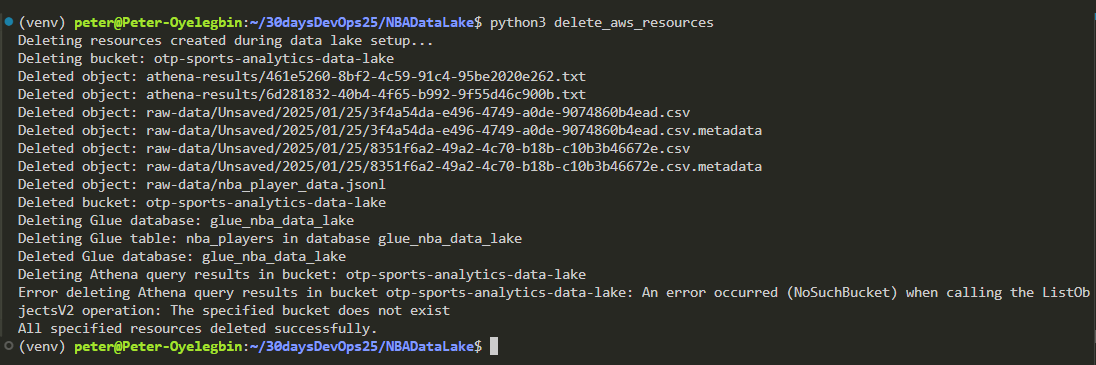 (venv) peter@Peter-Oyelegbin:~/30daysDevOps25/NBADataLake$ python3 delete_aws_resources
Deleting resources created during data lake setup...
Deleting bucket: otp-sports-analytics-data-lake
Deleted object: athena-results/461e5260-8bf2-4c59-91c4-95be2020e262.txt
Deleted object: athena-results/6d281832-40b4-4f65-b992-9f55d46c900b.txt
Deleted object: raw-data/Unsaved/2025/01/25/3f4a54da-e496-4749-a0de-9074860b4ead.csv
Deleted object: raw-data/Unsaved/2025/01/25/3f4a54da-e496-4749-a0de-9074860b4ead.csv.metadata
Deleted object: raw-data/Unsaved/2025/01/25/8351f6a2-49a2-4c70-b18b-c10b3b46672e.csv
Deleted object: raw-data/Unsaved/2025/01/25/8351f6a2-49a2-4c70-b18b-c10b3b46672e.csv.metadata
Deleted object: raw-data/nba_player_data.jsonl
Deleted bucket: otp-sports-analytics-data-lake
Deleting Glue database: glue_nba_data_lake
Deleting Glue table: nba_players in database glue_nba_data_lake
Deleted Glue database: glue_nba_data_lake
Deleting Athena query results in bucket: otp-sports-analytics-data-lake
Error deleting Athena query results in bucket otp-sports-analytics-data-lake: An error occurred (NoSuchBucket) when calling the ListOb
jectsV2 operation: The specified bucket does not exist
All specified resources deleted successfully.
(venv) peter@Peter-Oyelegbin:~/30daysDevOps25/NBADataLake$